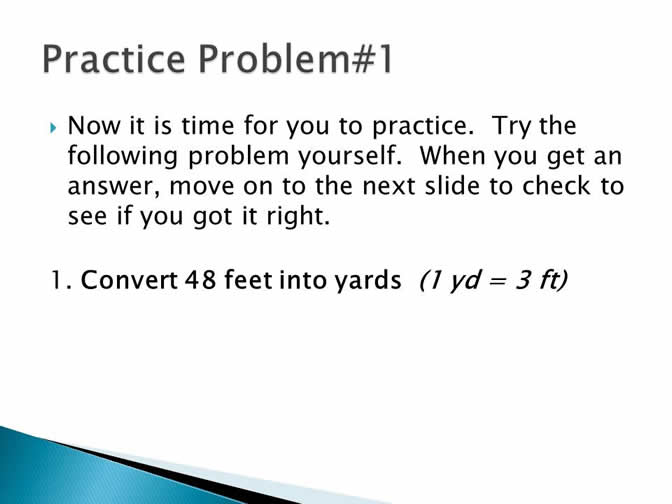 Practice Problem#1
Now it is time for you to practice.  Try the
following problem yourself.  When you get an
answer, move on to the next slide to check to
see if you got it right.
1. Convert 48 feet into yards  (1 yd = 3 ft)